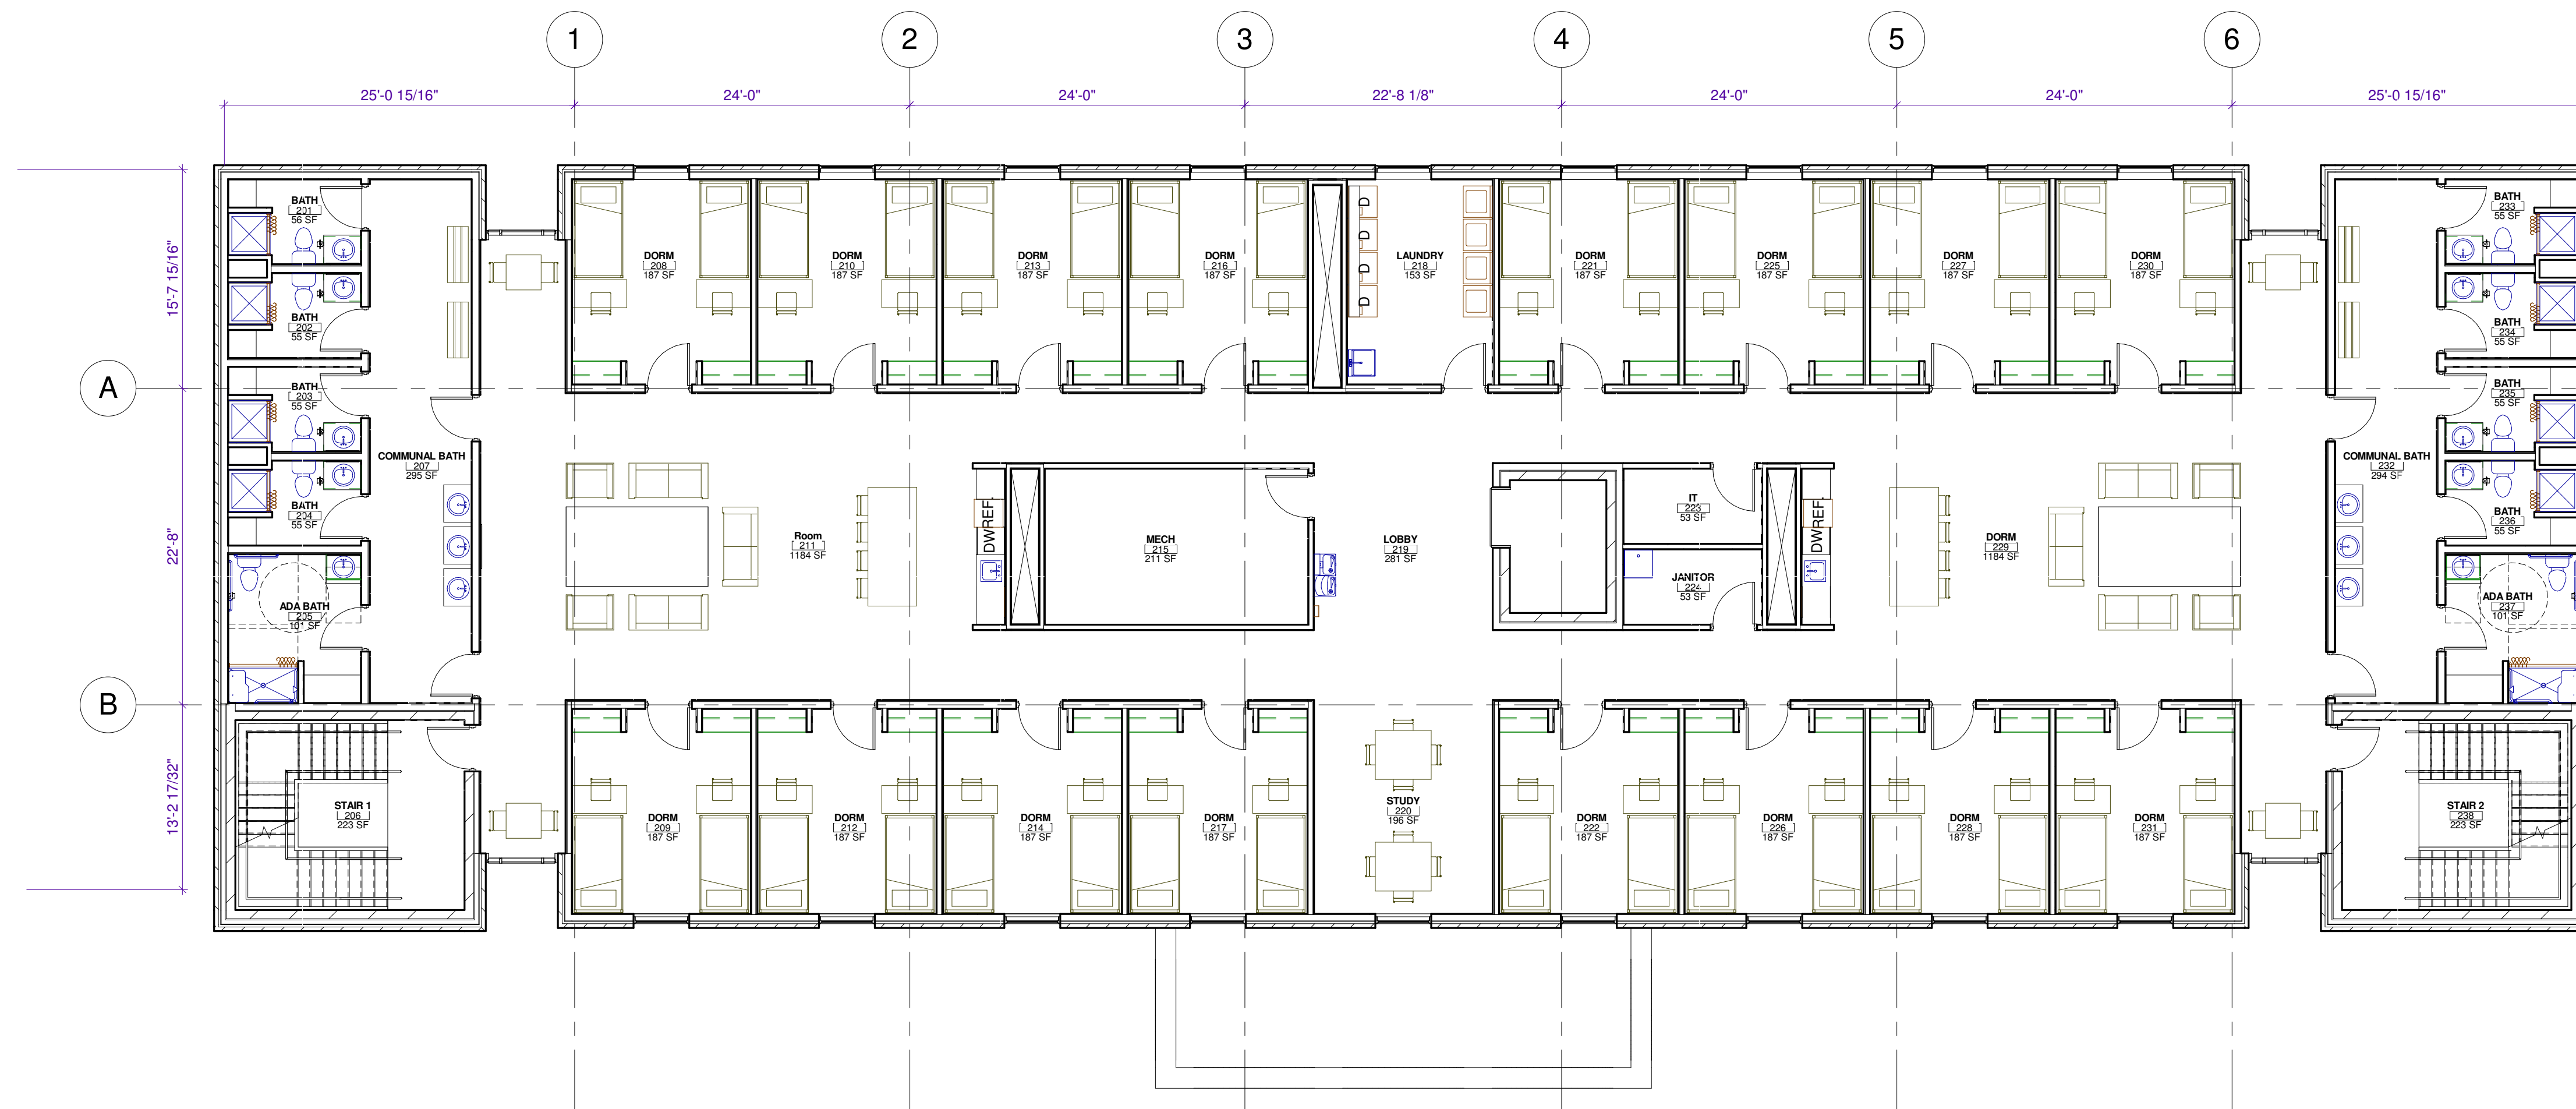 1
2
3
4
5
6
25'-0 15/16"
24'-0"
24'-0"
22'-8 1/8"
24'-0"
24'-0"
25'-0 15/16"
15'-7 15/16"
22'-8"
13'-2 17/32"
A
B
BATH
201
56 SF
BATH
202
55 SF
BATH
203
55 SF
BATH
204
55 SF
ADA BATH
205
101 SF
COMMUNAL BATH
207
295 SF
STAIR 1
206
223 SF
DORM
208
187 SF
DORM
210
187 SF
DORM
213
187 SF
DORM
216
187 SF
D
D
D
D
LAUNDRY
218
153 SF
DORM
221
187 SF
DORM
225
187 SF
DORM
227
187 SF
DORM
230
187 SF
Room
211
1184 SF
DW
REF.
MECH
215
211 SF
LOBBY
219
281 SF
IT
223
53 SF
JANITOR
224
53 SF
DW
REF.
DORM
229
1184 SF
DORM
209
187 SF
DORM
212
187 SF
DORM
214
187 SF
DORM
217
187 SF
STUDY
220
196 SF
DORM
222
187 SF
DORM
226
187 SF
DORM
228
187 SF
DORM
231
187 SF
BATH
233
55 SF
BATH
234
55 SF
BATH
235
55 SF
BATH
236
55 SF
COMMUNAL BATH
232
294 SF
ADA BATH
237
101 SF
STAIR 2
238
223 SF